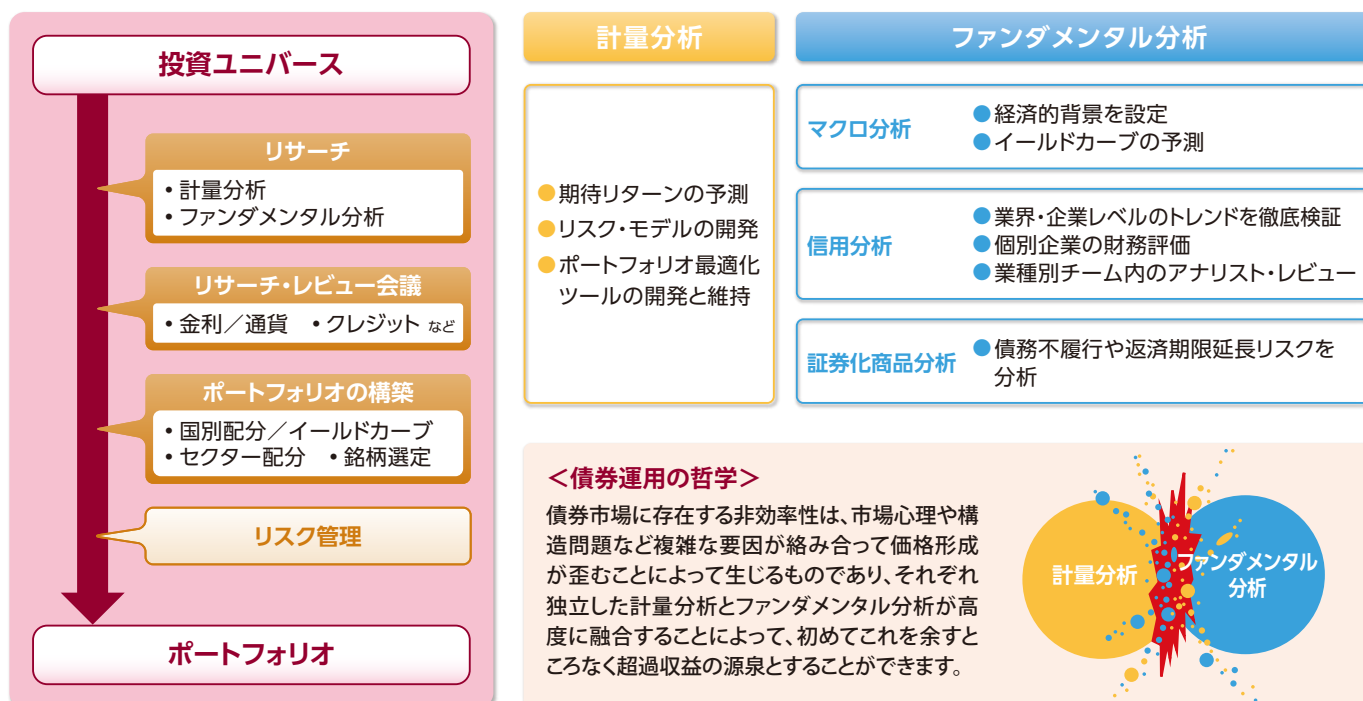 投資ユニバース
リサーチ
•計量分析
•ファンダメンタル分析
リサーチ・レビュー会議
•金利／通貨 •クレジット など
ポートフォリオの構築
•国別配分／イールドカーブ
•セクター配分 •銘柄選定
リスク管理
ポートフォリオ
計量分析
●期待リターンの予測
●リスク・モデルの開発
●ポートフォリオ最適化
ツールの開発と維持
ファンダメンタル分析
マクロ分析
●経済的背景を設定
●イールドカーブの予測
信用分析
●業界・企業レベルのトレンドを徹底検証
●個別企業の財務評価
●業種別チーム内のアナリスト・レビュー
証券化商品分析
●債務不履行や返済期限延長リスクを
分析
＜債券運用の哲学＞
債券市場に存在する非効率性は、市場心理や構
造問題など複雑な要因が絡み合って価格形成
が歪むことによって生じるものであり、それぞれ
独立した計量分析とファンダメンタル分析が高
度に融合することによって、初めてこれを余すと
ころなく超過収益の源泉とすることができます。
計量分析
ファンダメンタル
分析